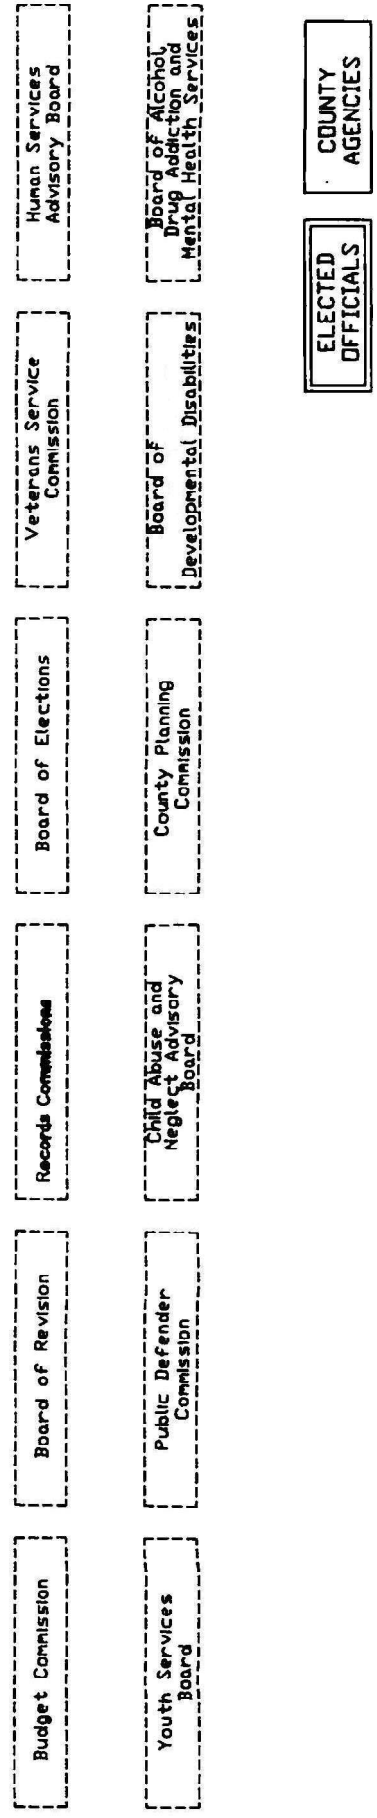 Budget Commission
Board of Revision
Records Commissions
Board of Elections
Veterans Service
Commission
Human Services
Advisory Board
Youth Services
Board
Public Defender
Commission
Child Abuse and
Neglect Advisory
Board
County Planning
Commission
Board of
Developmental Disabilities
Board of Alcohol,
Drug Addiction and
Mental Health Services
ELECTED
OFFICIALS
COUNTY
AGENCIES